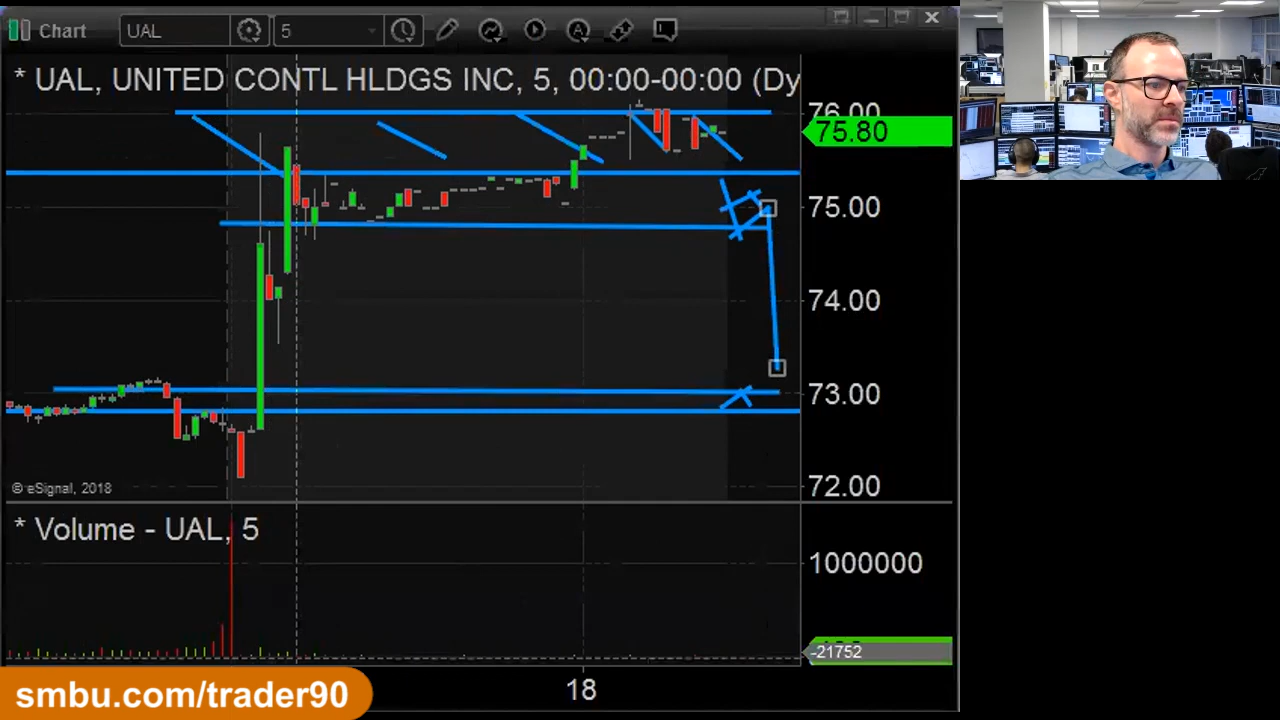 Chart UAL 5
* UAL, UNITED CONTL HLDGS INC, 5, 00:00-00:00 (Dy
76.00
75.80
75.00
74.00
73.00
72.00
© eSignal, 2018
* Volume - UAL, 5
1000000
-21752
18
smbu.com/trader90